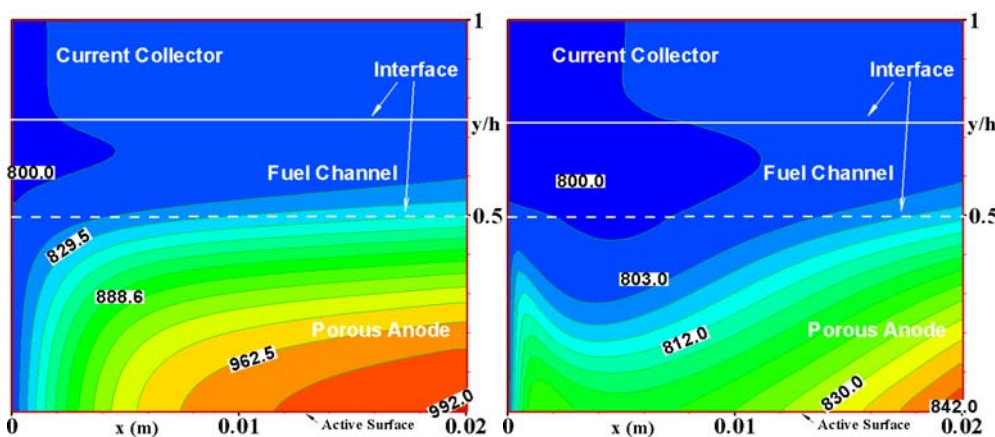 1
Current Collector
Interface
y/h
800.0
Fuel Channel
0.5
829.5
888.6
Porous Anode
962.5
992.0
0
x (m)
0.01
Active Surface
0.02
1
Current Collector
Interface
y/h
800.0
Fuel Channel
0.5
803.0
812.0
Porous Anode
830.0
842.0
0
x (m)
0.01
Active Surface
0.02